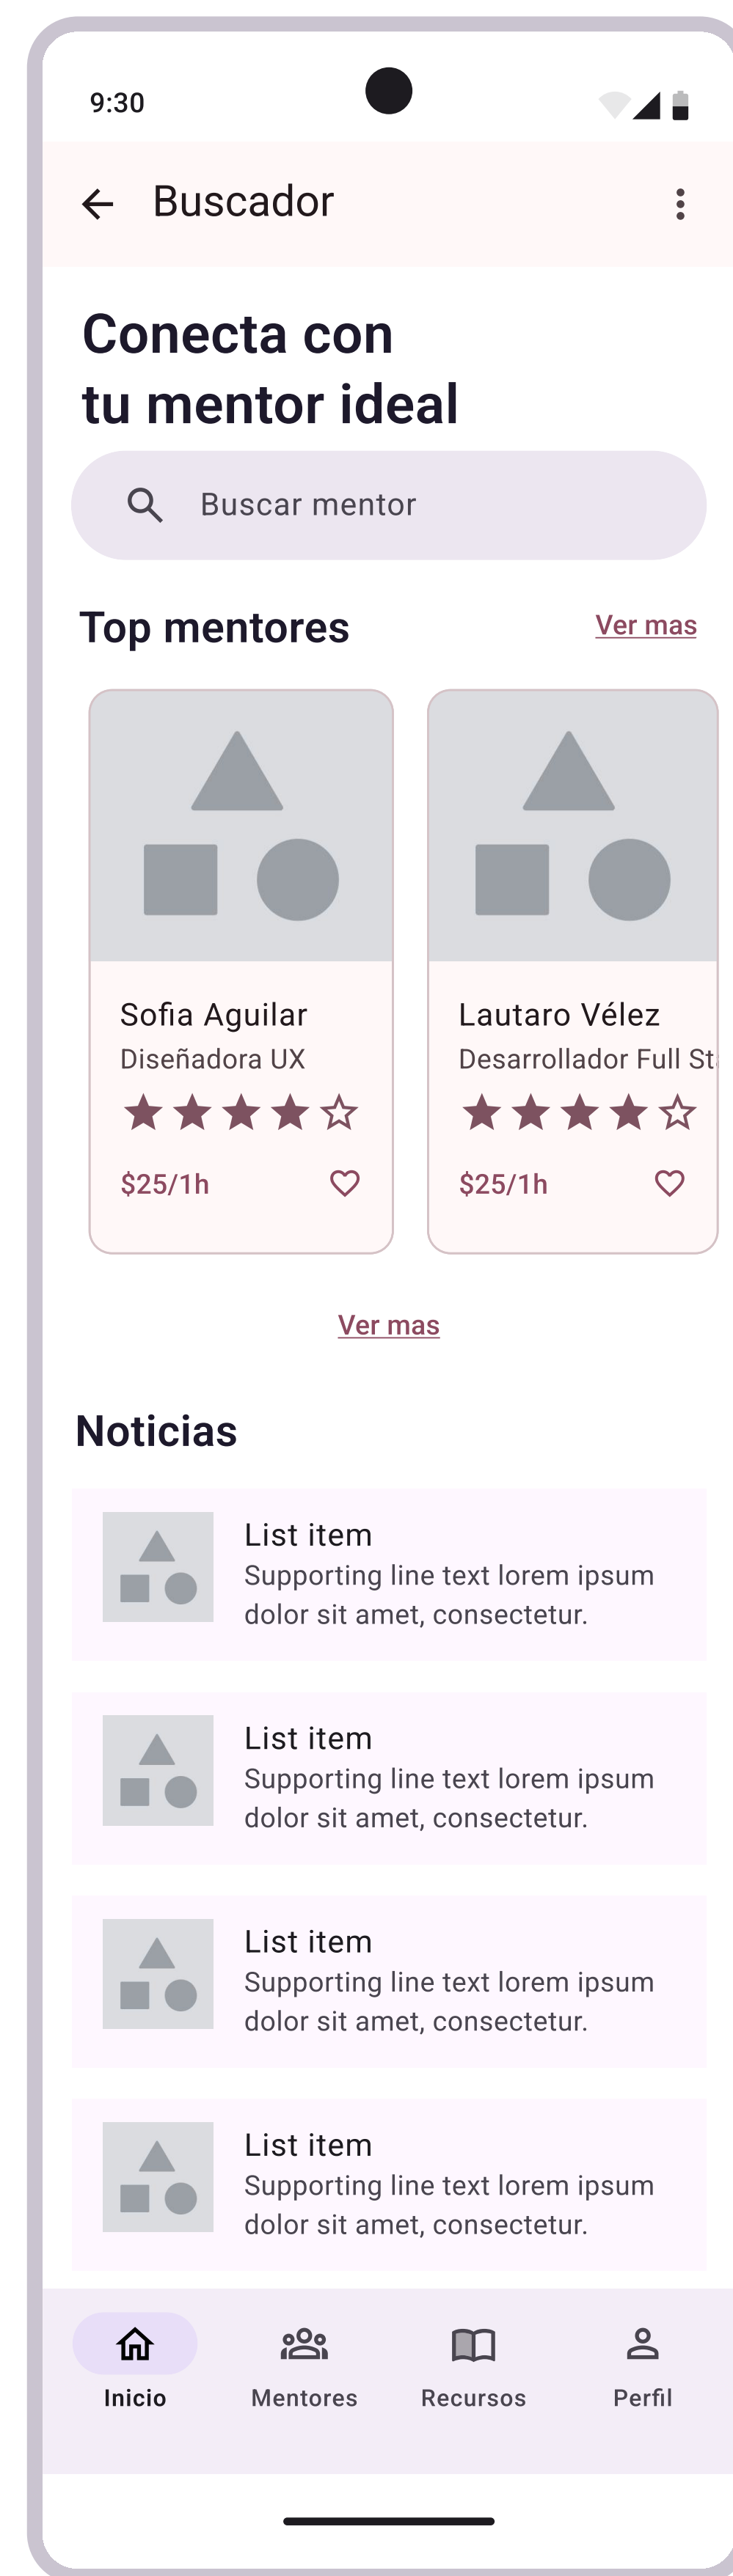 9:30
Buscador
Conecta con
tu mentor ideal
Buscar mentor
Top mentores
Ver mas
Sofia Aguilar
Diseñadora UX
$25/1h
Lautaro Vélez
Desarrollador Full
$25/1h
Ver mas
Noticias
List item
Supporting line text lorem ipsum
dolor sit amet, consectetur.
List item
Supporting line text lorem ipsum
dolor sit amet, consectetur.
List item
Supporting line text lorem ipsum
dolor sit amet, consectetur.
List item
Supporting line text lorem ipsum
dolor sit amet, consectetur.
Inicio
Mentores
Recursos
Perfil